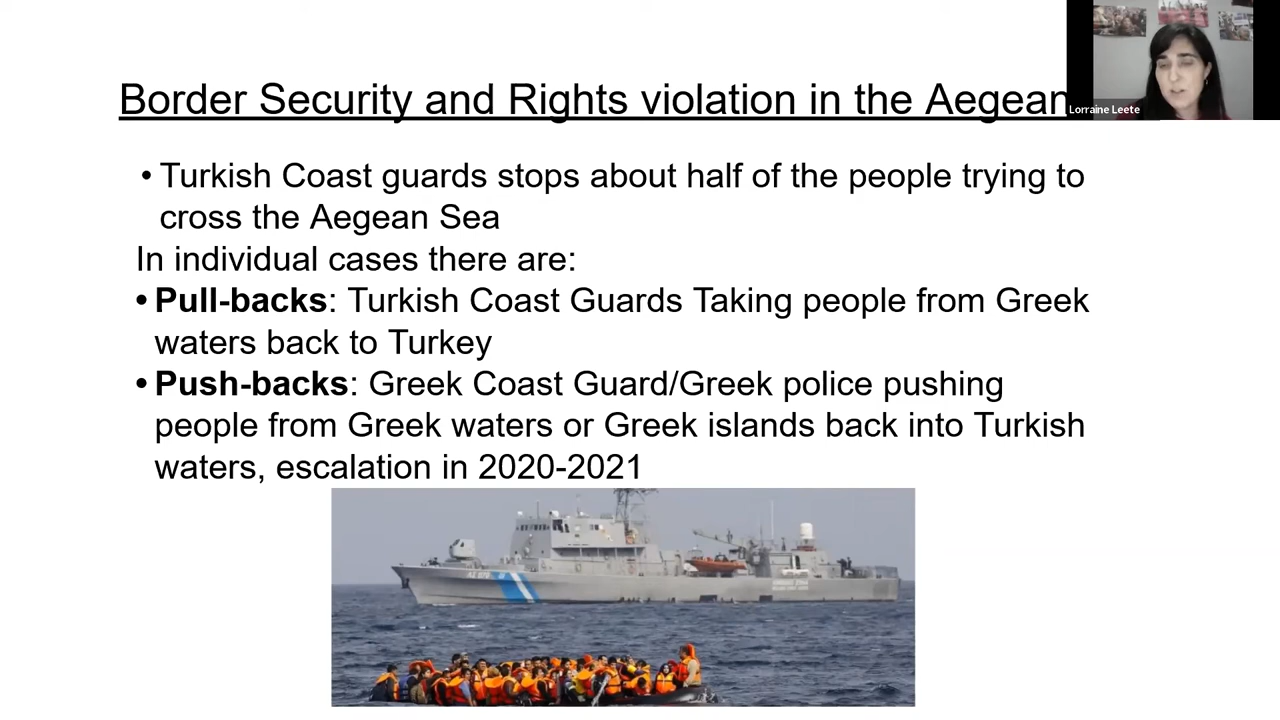 Border Security and Rights violation in the Aegean
Lorraine Leete
• Turkish Coast guards stops about half of the people trying to
cross the Aegean Sea
In individual cases there are:
• Pull-backs: Turkish Coast Guards Taking people from Greek
waters back to Turkey
• Push-backs: Greek Coast Guard/Greek police pushing
people from Greek waters or Greek islands back into Turkish
waters, escalation in 2020-2021